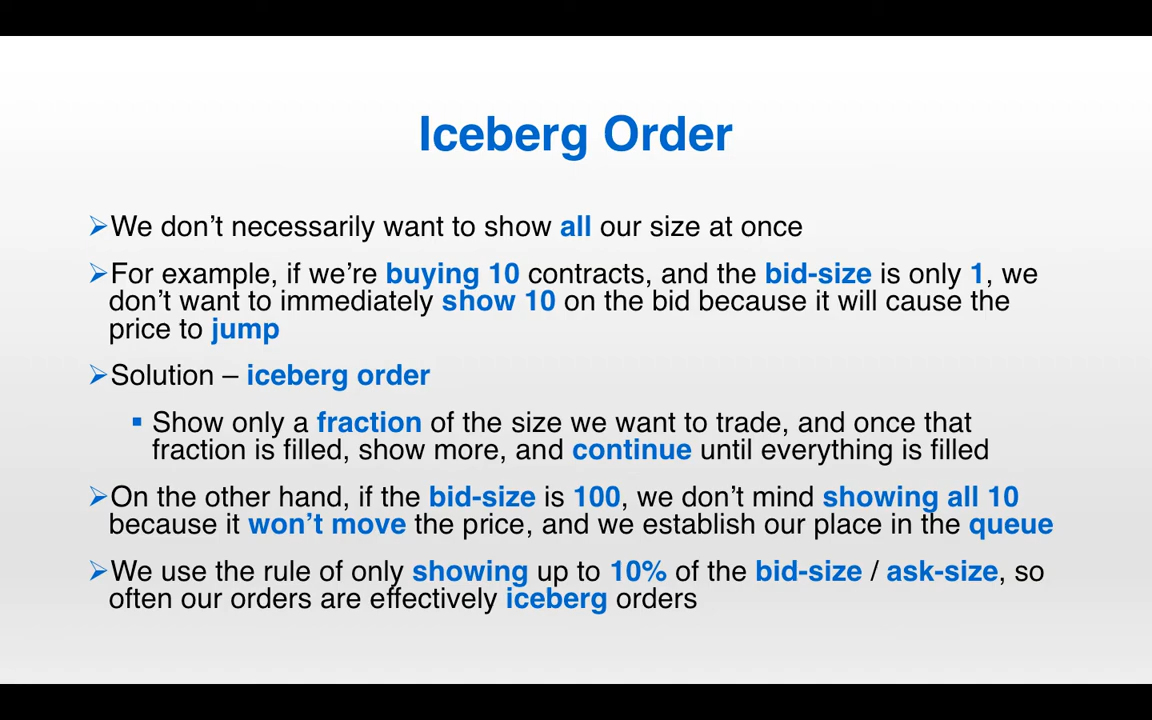 Iceberg Order
➢We don’t necessarily want to show all our size at once
➢For example, if we’re buying 10 contracts, and the bid-size is only 1, we
don’t want to immediately show 10 on the bid because it will cause the
price to jump
➢Solution – iceberg order
▪ Show only a fraction of the size we want to trade, and once that
fraction is filled, show more, and continue until everything is filled
➢On the other hand, if the bid-size is 100, we don’t mind showing all 10
because it won’t move the price, and we establish our place in the queue
➢We use the rule of only showing up to 10% of the bid-size / ask-size, so
often our orders are effectively iceberg orders